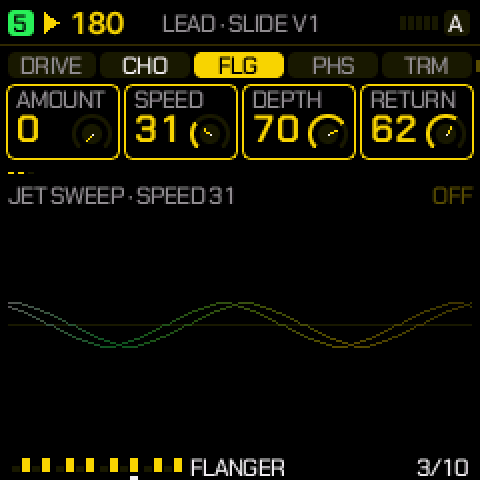 5 180 LEAD · SLIDE V1 A
DRIVE CHO FLG PHS TRM
AMOUNT SPEED DEPTH RETURN
0 31 70 62
JET SWEEP · SPEED 31 OFF
FLANGER 3/10